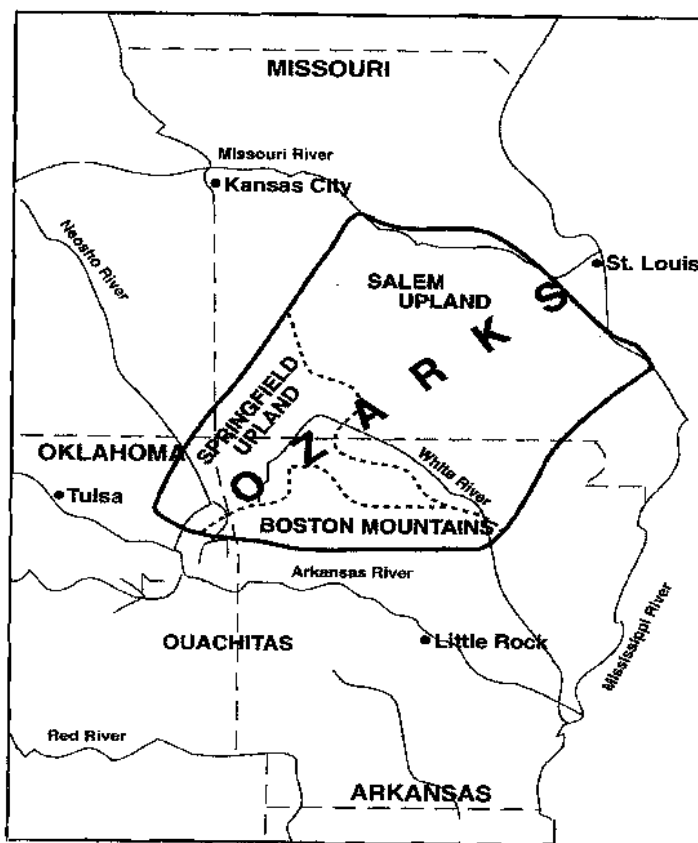 MISSOURI
Missouri River
Kansas City
Neosho River
St. Louis
SALEM
UPLAND
OZARKS
SPRINGFIELD
UPLAND
OKLAHOMA
White River
Tulsa
BOSTON MOUNTAINS
Arkansas River
Mississippi River
OUACHITAS
Little Rock
Red River
ARKANSAS